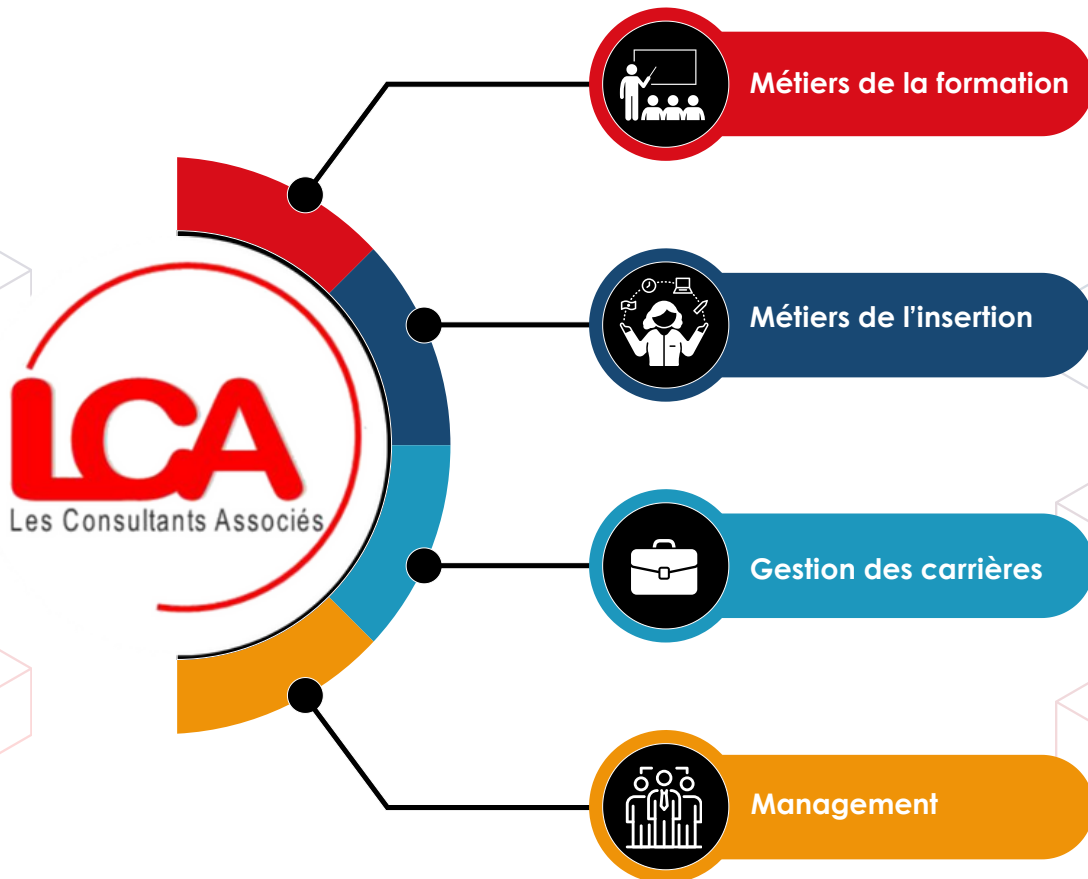 Métiers de la formation
Métiers de l'insertion
LCA
Les Consultants Associés
Gestion des carrières
Management